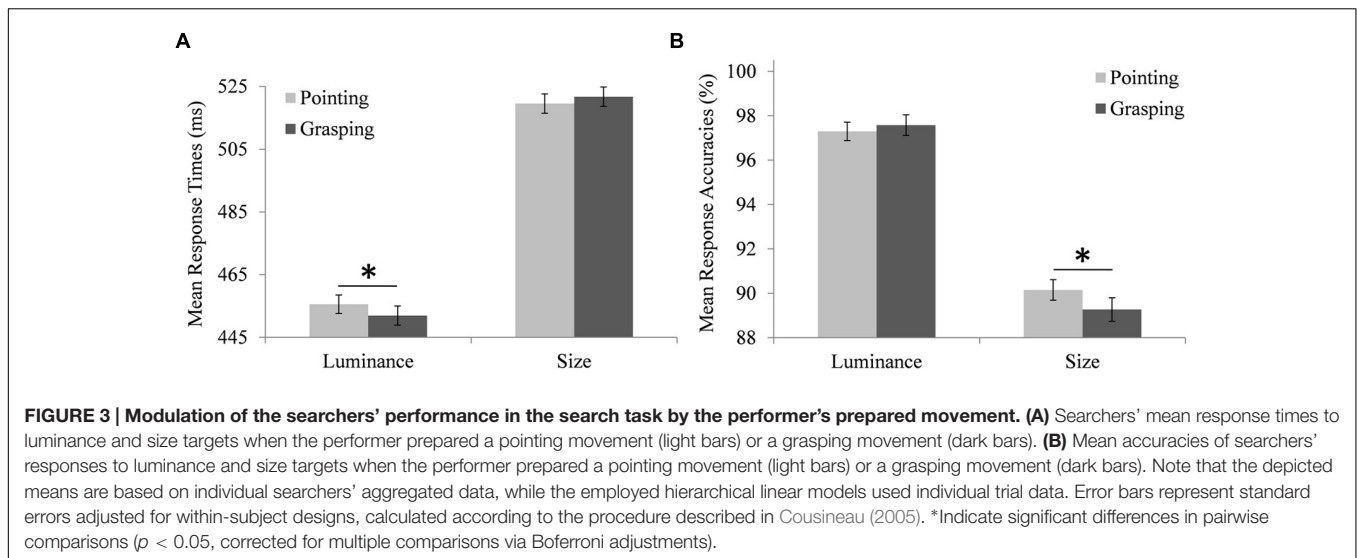 A
B
525
505
485
465
445
Mean Response Times (ms)
Pointing
Grasping
*
Luminance
Size
100
98
96
94
92
90
88
Mean Response Accuracies (%)
Pointing
Grasping
*
Luminance
Size
FIGURE 3 | Modulation of the searchers' performance in the search task by the performer's prepared movement. (A) Searchers' mean response times to
luminance and size targets when the performer prepared a pointing movement (light bars) or a grasping movement (dark bars). (B) Mean accuracies of searchers'
responses to luminance and size targets when the performer prepared a pointing movement (light bars) or a grasping movement (dark bars). Note that the depicted
means are based on individual searchers' aggregated data, while the employed hierarchical linear models used individual trial data. Error bars represent standard
errors adjusted for within-subject designs, calculated according to the procedure described in Cousineau (2005). *Indicate significant differences in pairwise
comparisons (p < 0.05, corrected for multiple comparisons via Boferroni adjustments).